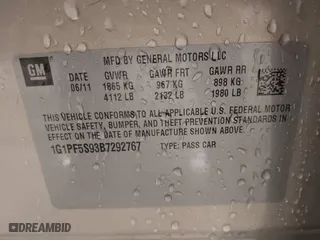 GM
MFD BY GENERAL MOTORS LLC
DATE GVWR GAWR FRT GAWR RR
06/11 1865 KG 967 KG 898 KG
4112 LB 2132 LB 1980 LB
THIS VEHICLE CONFORMS TO ALL APPLICABLE U.S. FEDERAL MOTOR
VEHICLE SAFETY, BUMPER, AND THEFT PREVENTION STANDARDS IN
EFFECT ON THE DATE OF MANUFACTURE SHOWN ABOVE.
1G1PF5S93B7292767 TYPE: PASS CAR
DREAMBID